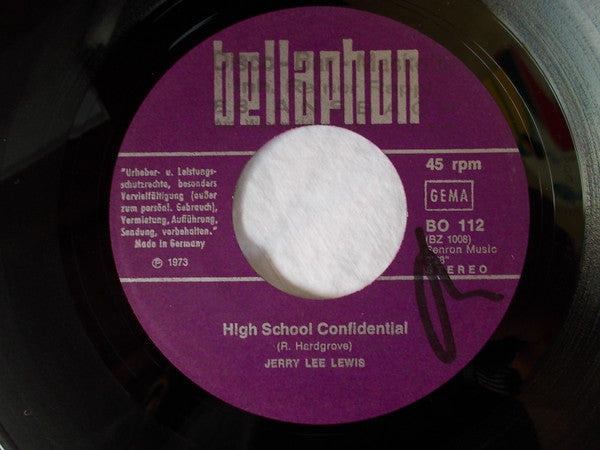 bellaphon
"Urheber- u. Leistungs-
schutzrechte, besonders
Vervielfältigung (außer
zum persönl. Gebrauch),
Vermietung, Aufführung,
Sendung, vorbehalten."
Made in Germany
Ⓟ 1973
45 rpm
GEMA
BO 112
(BZ 1008)
Music
High School Confidential
(R. Hardgrove)
JERRY LEE LEWIS